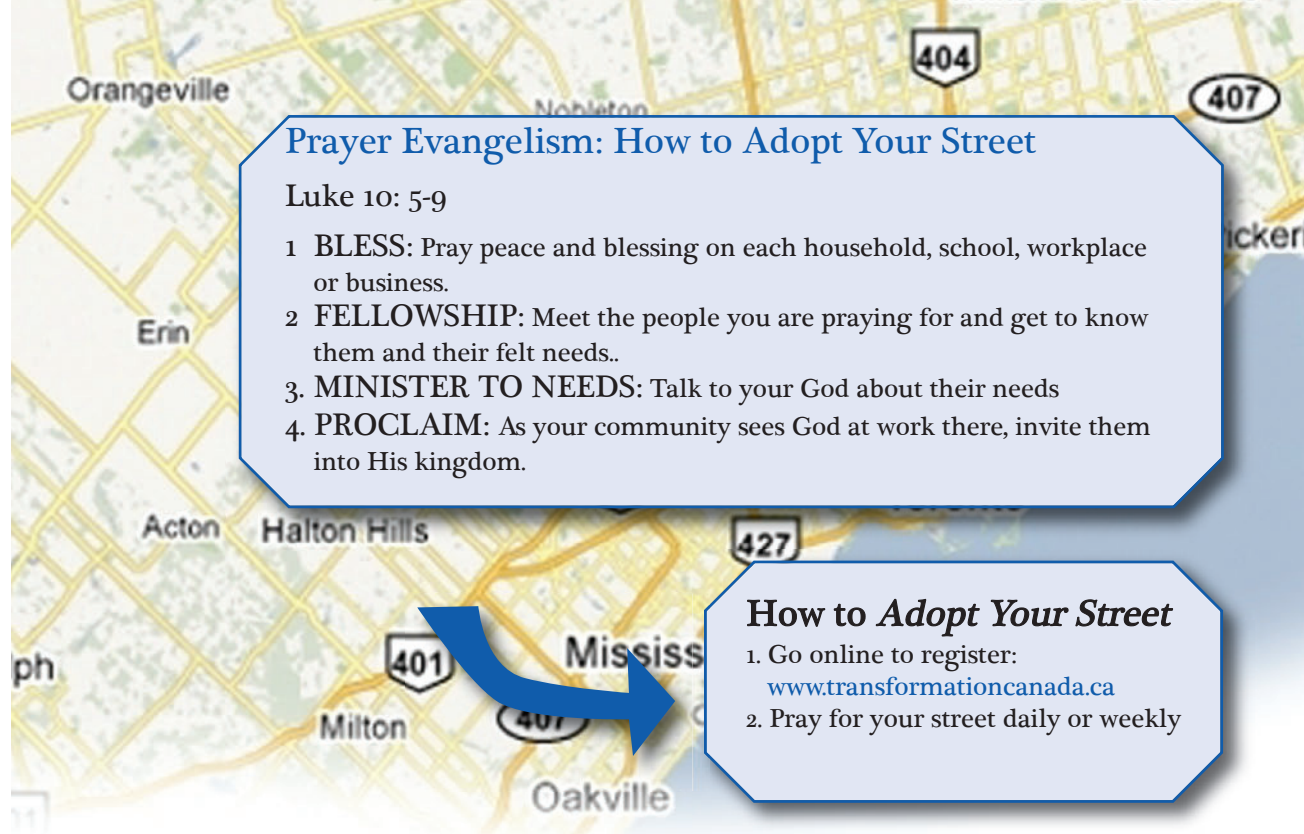 Orangeville
404
407
Nobleton
Prayer Evangelism: How to Adopt Your Street
Luke 10: 5-9
1 BLESS: Pray peace and blessing on each household, school, workplace
or business.
2 FELLOWSHIP: Meet the people you are praying for and get to know
them and their felt needs..
3. MINISTER TO NEEDS: Talk to your God about their needs
4. PROCLAIM: As your community sees God at work there, invite them
into His kingdom.
icker
Erin
Acton
Halton Hills
427
401
Mississ
ph
Milton
407
Oakville
How to Adopt Your Street
1. Go online to register:
www.transformationcanada.ca
2. Pray for your street daily or weekly